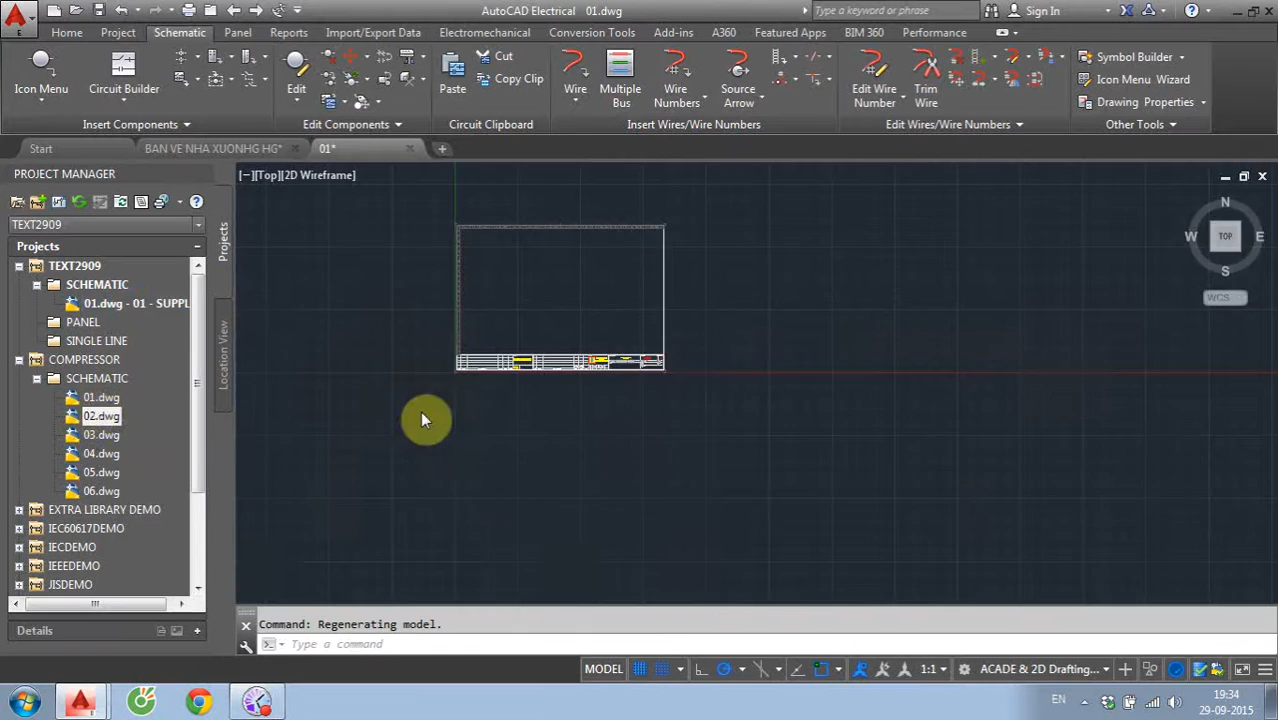 AutoCAD Electrical 01.dwg
Type a keyword or phrase
Sign In
Home Project Schematic Panel Reports Import/Export Data Electromechanical Conversion Tools Add-ins A360 Featured Apps BIM 360 Performance
Icon Menu
Circuit Builder
Edit
Paste
Cut
Copy Clip
Wire
Multiple Bus
Wire Numbers
Source Arrow
Edit Wire Number
Trim Wire
Symbol Builder
Icon Menu Wizard
Drawing Properties
Insert Components
Edit Components
Circuit Clipboard
Insert Wires/Wire Numbers
Edit Wires/Wire Numbers
Other Tools
Start
BAN VE NHA XUONHG HG*
01*
PROJECT MANAGER
TEXT2909
Projects
TEXT2909
SCHEMATIC
01.dwg - 01 - SUPPL
PANEL
SINGLE LINE
COMPRESSOR
SCHEMATIC
01.dwg
02.dwg
03.dwg
04.dwg
05.dwg
06.dwg
EXTRA LIBRARY DEMO
IEC60617DEMO
IECDEMO
IEEEDEMO
JISDEMO
Details
Projects
Location View
[−][Top][2D Wireframe]
N
W
TOP
E
S
WCS
Command: Regenerating model.
Type a command
MODEL
1:1
ACADE & 2D Drafting...
EN
19:34
29-09-2015